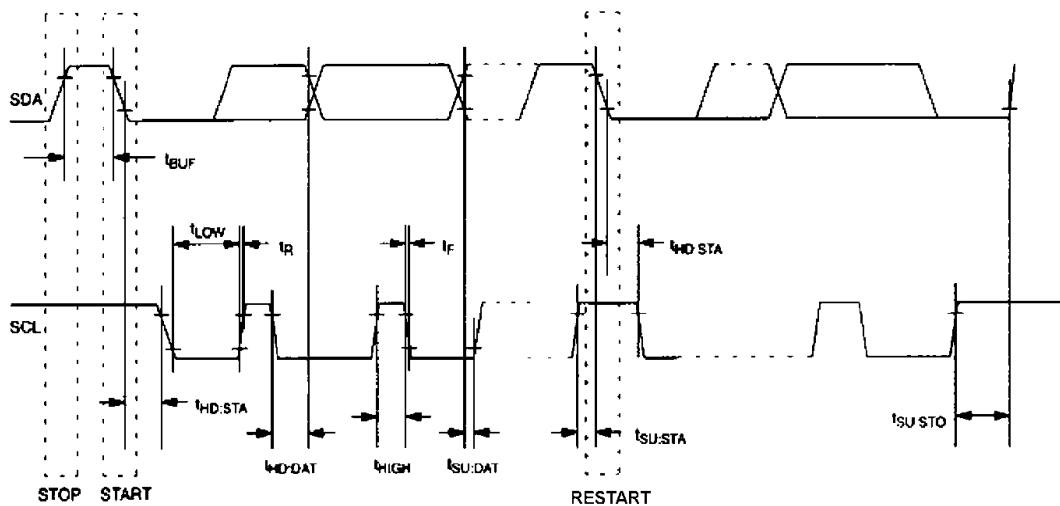 SDA
tBUF
tLOW
tR
tF
tHD:STA
SCL
tHD:STA
tSU:STA
tSU:STO
tHD:DAT
tHIGH
tSU:DAT
STOP
START
RESTART